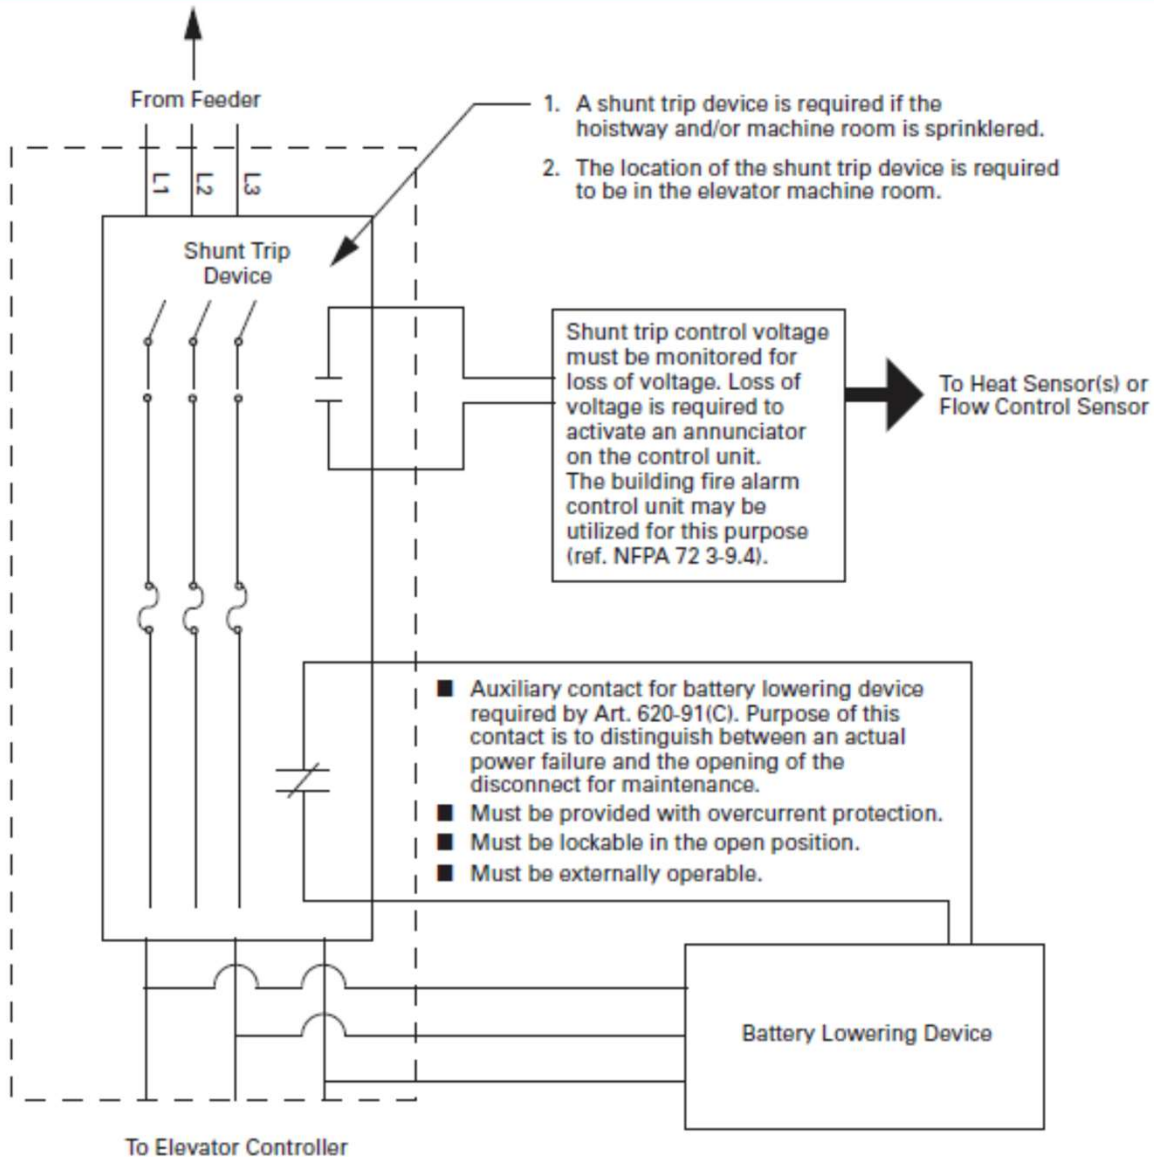 From Feeder
L1
L2
L3
1. A shunt trip device is required if the
hoistway and/or machine room is sprinklered.
2. The location of the shunt trip device is required
to be in the elevator machine room.
Shunt Trip
Device
Shunt trip control voltage
must be monitored for
loss of voltage. Loss of
voltage is required to
activate an annunciator
on the control unit.
The building fire alarm
control unit may be
utilized for this purpose
(ref. NFPA 72 3-9.4).
To Heat Sensor(s) or
Flow Control Sensor
■ Auxiliary contact for battery lowering device
required by Art. 620-91(C). Purpose of this
contact is to distinguish between an actual
power failure and the opening of the
disconnect for maintenance.
■ Must be provided with overcurrent protection.
■ Must be lockable in the open position.
■ Must be externally operable.
Battery Lowering Device
To Elevator Controller